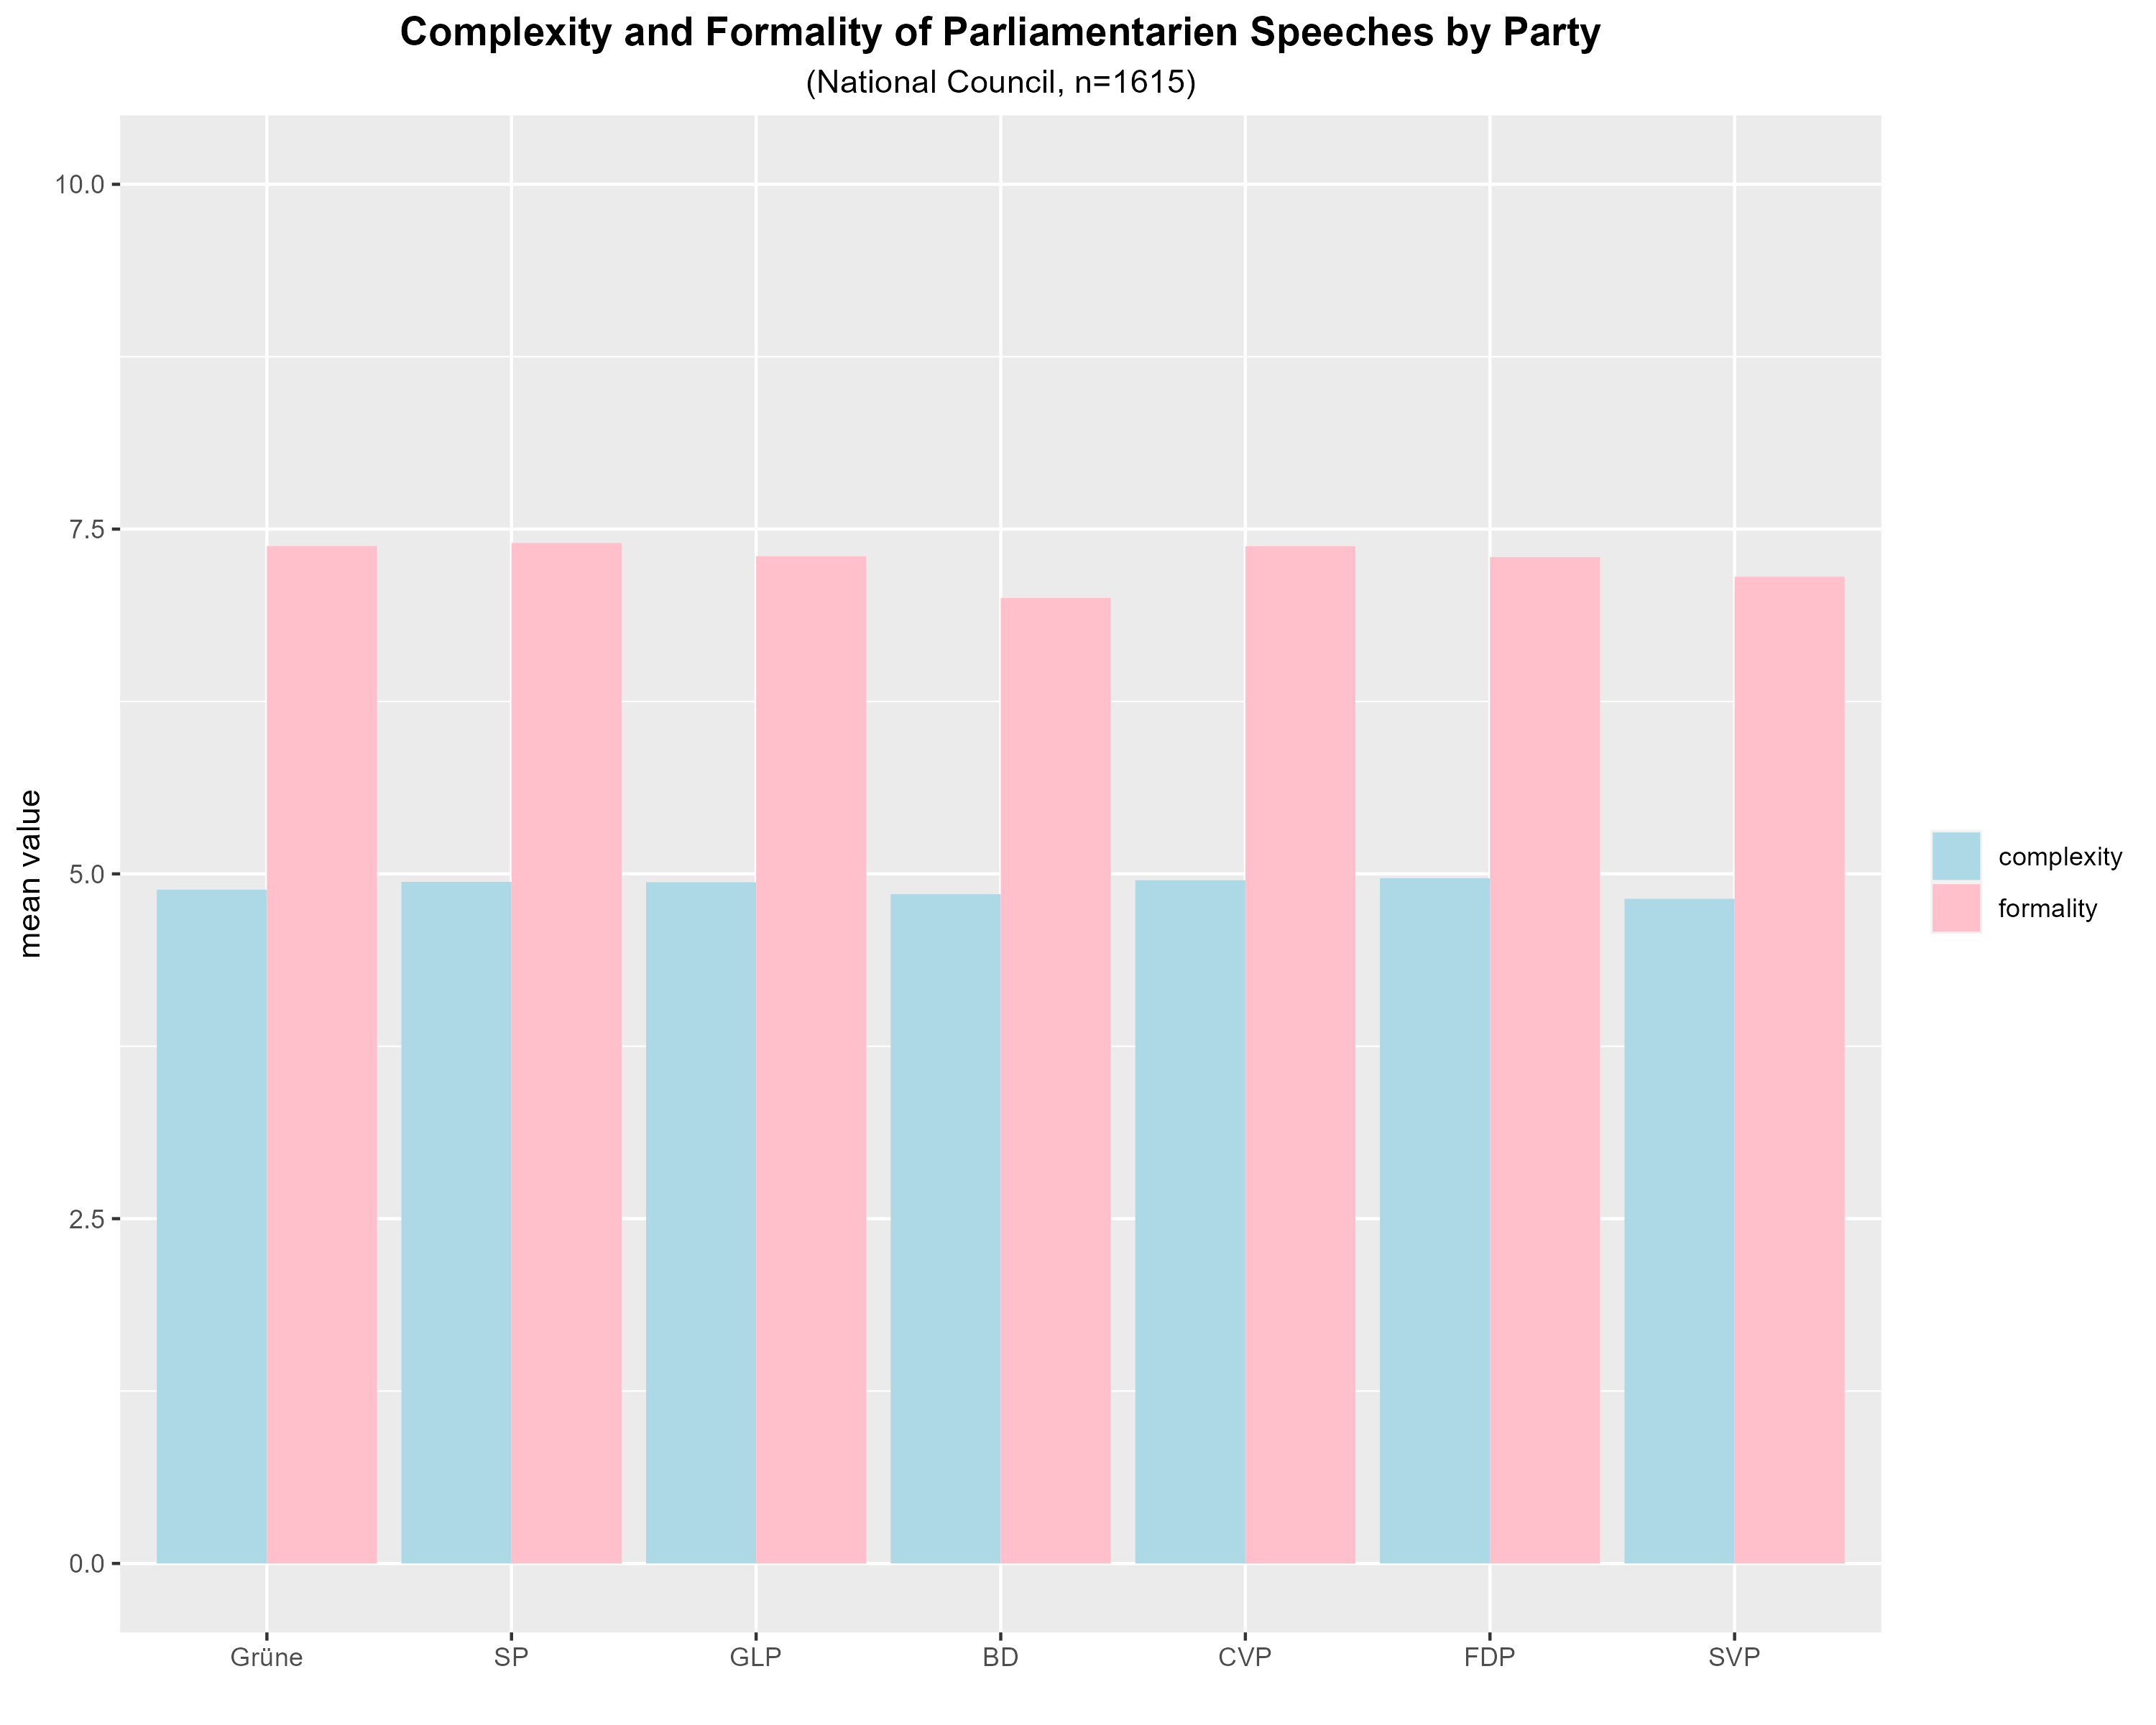 Complexity and Formality of Parliamentarien Speeches by Party
(National Council, n=1615)
10.0
7.5
5.0
2.5
0.0
mean value
complexity
formality
Grüne
SP
GLP
BD
CVP
FDP
SVP